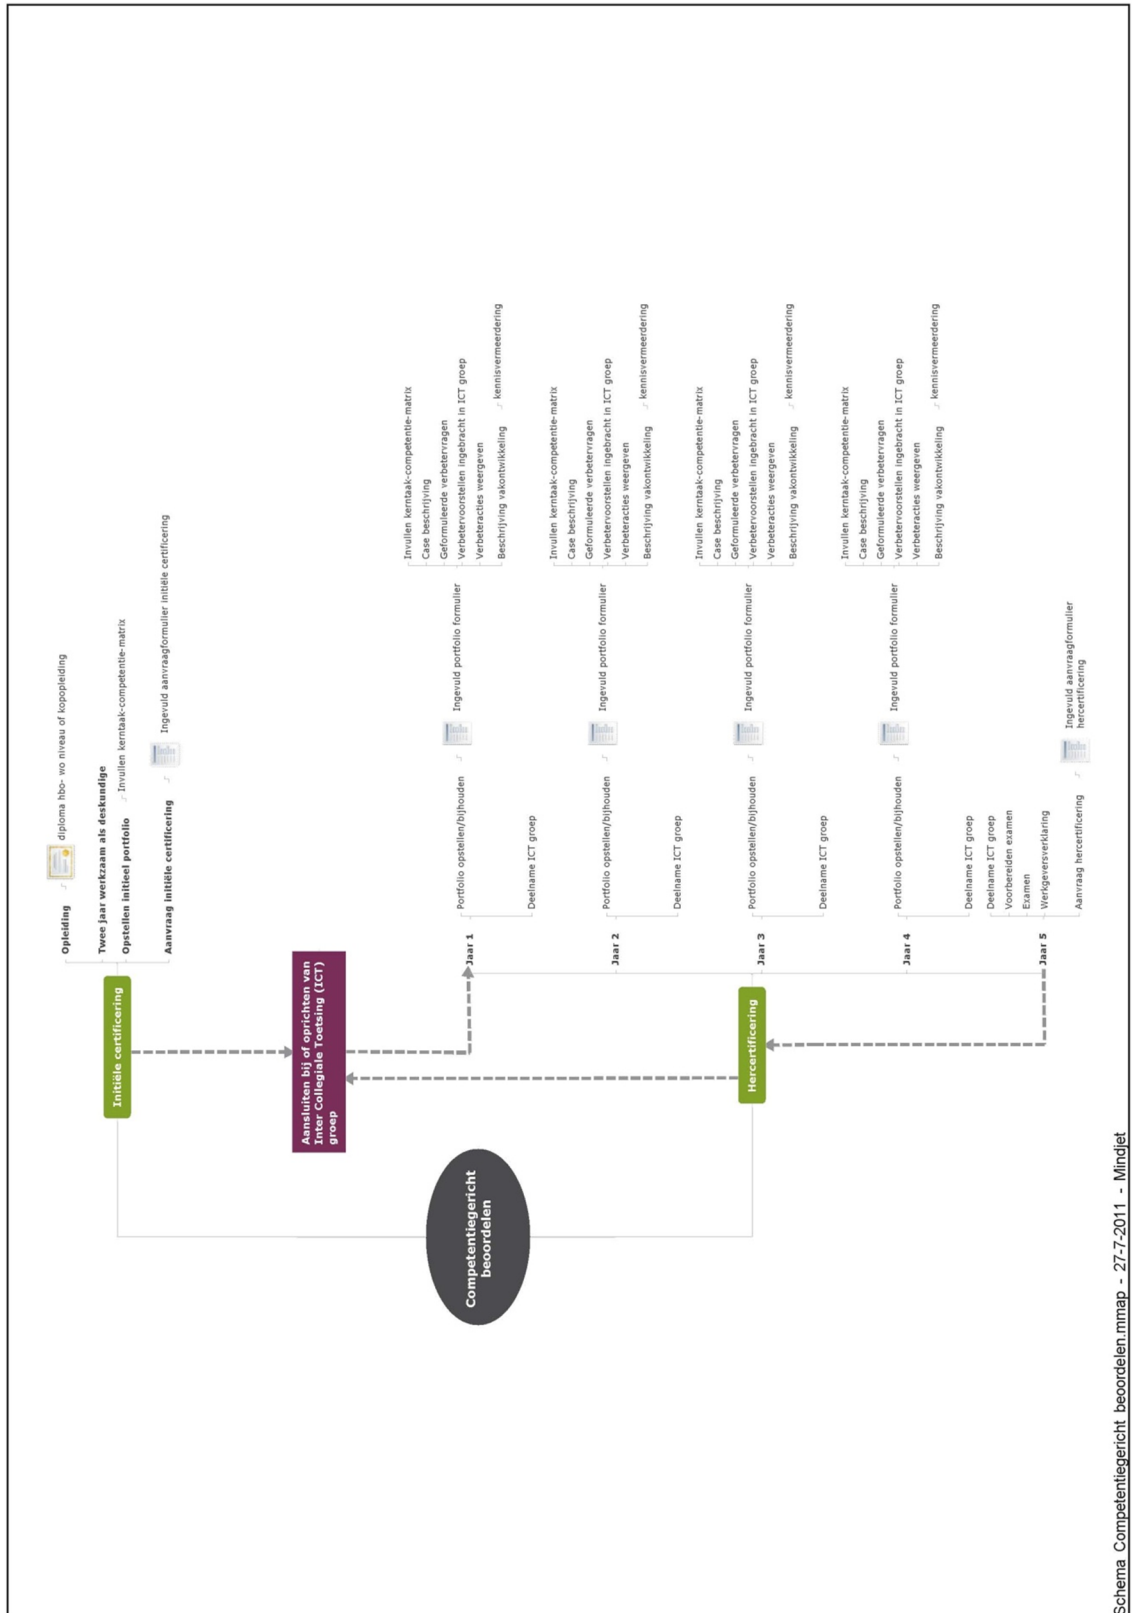 Competentiegericht
beoordelen
Initiële certificering
Opleiding
diploma hbo- wo niveau of kopopleiding
Twee jaar werkzaam als deskundige
Opstellen initieel portfolio
Invullen kerntaak-competentie-matrix
Aanvraag initiële certificering
Ingevuld aanvraagformulier initiële certificering
Aansluiten bij of oprichten van
Inter Collegiale Toetsing (ICT)
groep
Hercertificering
Jaar 1
Portfolio opstellen/bijhouden
Ingevuld portfolio formulier
Invullen kerntaak-competentie-matrix
Case beschrijving
Geformuleerde verbetervragen
Verbetervoorstellen ingebracht in ICT groep
Verbeteracties weergeven
Beschrijving vakontwikkeling
kennisvermeerdering
Deelname ICT groep
Jaar 2
Portfolio opstellen/bijhouden
Ingevuld portfolio formulier
Invullen kerntaak-competentie-matrix
Case beschrijving
Geformuleerde verbetervragen
Verbetervoorstellen ingebracht in ICT groep
Verbeteracties weergeven
Beschrijving vakontwikkeling
kennisvermeerdering
Deelname ICT groep
Jaar 3
Portfolio opstellen/bijhouden
Ingevuld portfolio formulier
Invullen kerntaak-competentie-matrix
Case beschrijving
Geformuleerde verbetervragen
Verbetervoorstellen ingebracht in ICT groep
Verbeteracties weergeven
Beschrijving vakontwikkeling
kennisvermeerdering
Deelname ICT groep
Jaar 4
Portfolio opstellen/bijhouden
Ingevuld portfolio formulier
Invullen kerntaak-competentie-matrix
Case beschrijving
Geformuleerde verbetervragen
Verbetervoorstellen ingebracht in ICT groep
Verbeteracties weergeven
Beschrijving vakontwikkeling
kennisvermeerdering
Deelname ICT groep
Jaar 5
Deelname ICT groep
Voorbereiden examen
Examen
Werkgeversverklaring
Aanvraag hercertificering
Ingevuld aanvraagformulier
hercertificering
Schema Competentiegericht beoordelen.mmap - 27-7-2011 - Mindjet